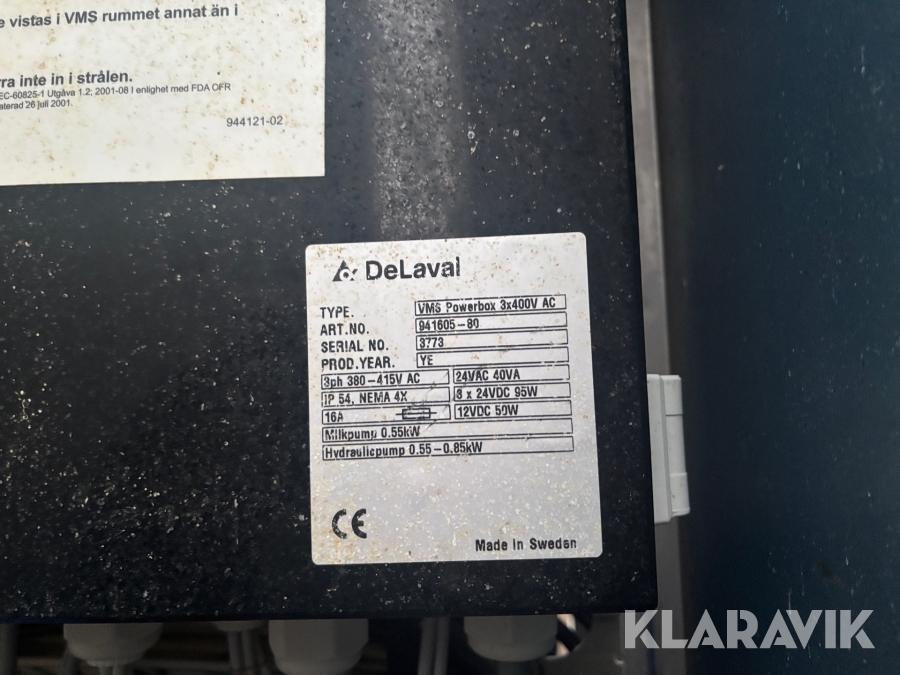 e vistas i VMS rummet annat än i
rra inte in i strålen.
EC-60825-1 Utgåva 1.2; 2001-08 I enlighet med FDA CFR
aterad 26 juli 2001.
944121-02
DeLaval
TYPE. VMS Powerbox 3x400V AC
ART.NO. 941605-80
SERIAL NO. 3773
PROD.YEAR. YE
3ph 380-415V AC 24VAC 40VA
IP 54, NEMA 4X 3 x 24VDC 95W
16A 12VDC 50W
Milkpump 0.55kW
Hydraulicpump 0.55-0.85kW
CE
Made in Sweden
KLARAVIK